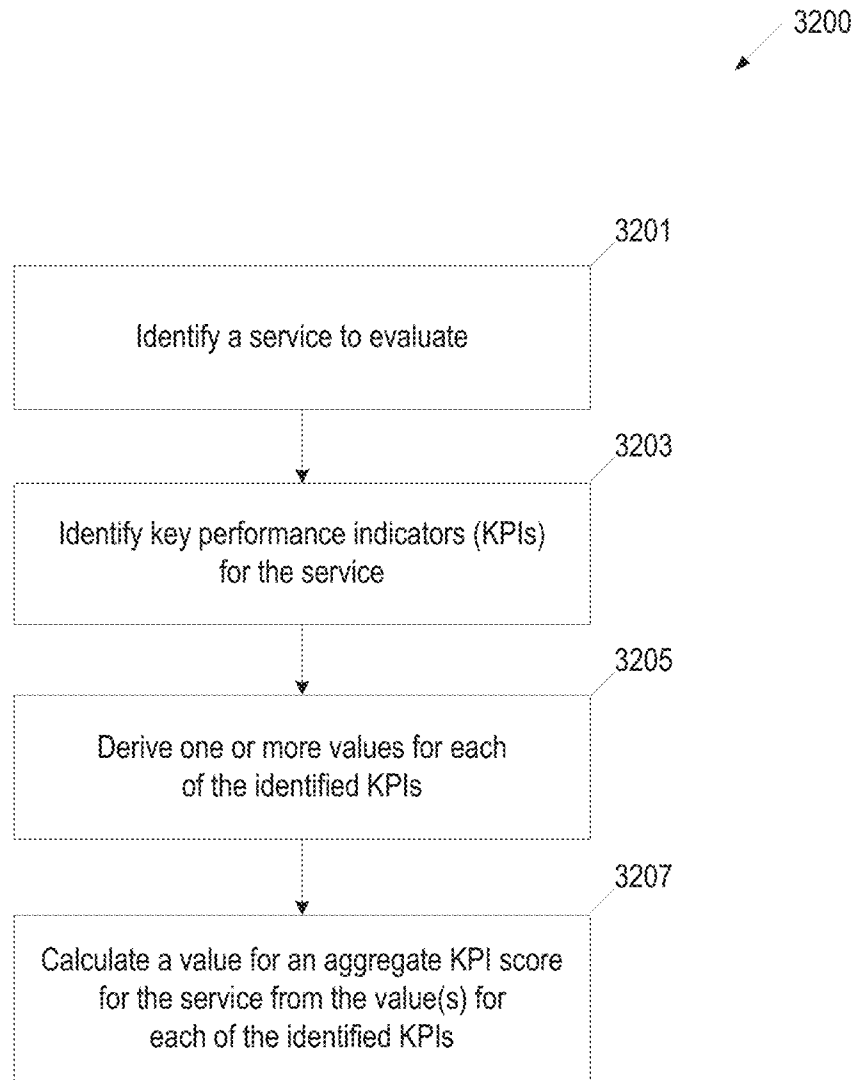 3200
3201
Identify a service to evaluate
3203
Identify key performance indicators (KPIs)
for the service
3205
Derive one or more values for each
of the identified KPIs
3207
Calculate a value for an aggregate KPI score
for the service from the value(s) for
each of the identified KPIs